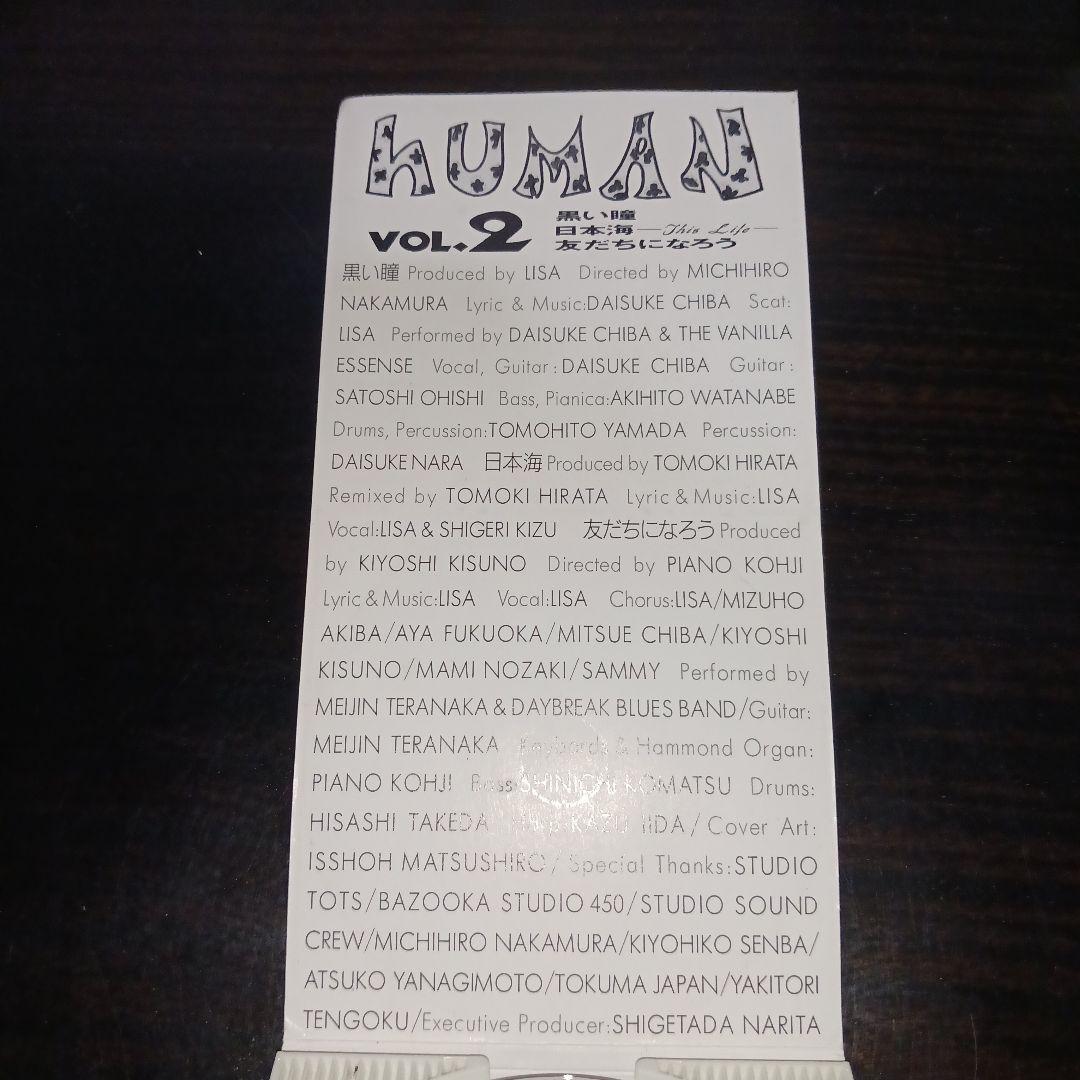 hUMAN
VOL.2
黒い瞳
日本海—This Life—
友だちになろう
黒い瞳 Produced by LISA Directed by MICHIHIRO
NAKAMURA Lyric & Music:DAISUKE CHIBA Scat:
LISA Performed by DAISUKE CHIBA & THE VANILLA
ESSENSE Vocal, Guitar:DAISUKE CHIBA Guitar:
SATOSHI OHISHI Bass, Pianica:AKIHITO WATANABE
Drums, Percussion:TOMOHITO YAMADA Percussion:
DAISUKE NARA 日本海 Produced by TOMOKI HIRATA
Remixed by TOMOKI HIRATA Lyric & Music:LISA
Vocal:LISA & SHIGERI KIZU 友だちになろう Produced
by KIYOSHI KISUNO Directed by PIANO KOHJI
Lyric & Music:LISA Vocal:LISA Chorus:LISA/MIZUHO
AKIBA/AYA FUKUOKA/MITSUE CHIBA/KIYOSHI
KISUNO/MAMI NOZAKI/SAMMY Performed by
MEIJIN TERANAKA & DAYBREAK BLUES BAND/Guitar:
MEIJIN TERANAKA Keybords & Hammond Organ:
PIANO KOHJI Bass:SHINICHI KOMATSU Drums:
HISASHI TAKEDA IIDA/Cover Art:
ISSHOH MATSUSHIRO/Special Thanks:STUDIO
TOTS/BAZOOKA STUDIO 450/STUDIO SOUND
CREW/MICHIHIRO NAKAMURA/KIYOHIKO SENBA/
ATSUKO YANAGIMOTO/TOKUMA JAPAN/YAKITORI
TENGOKU/Executive Producer:SHIGETADA NARITA